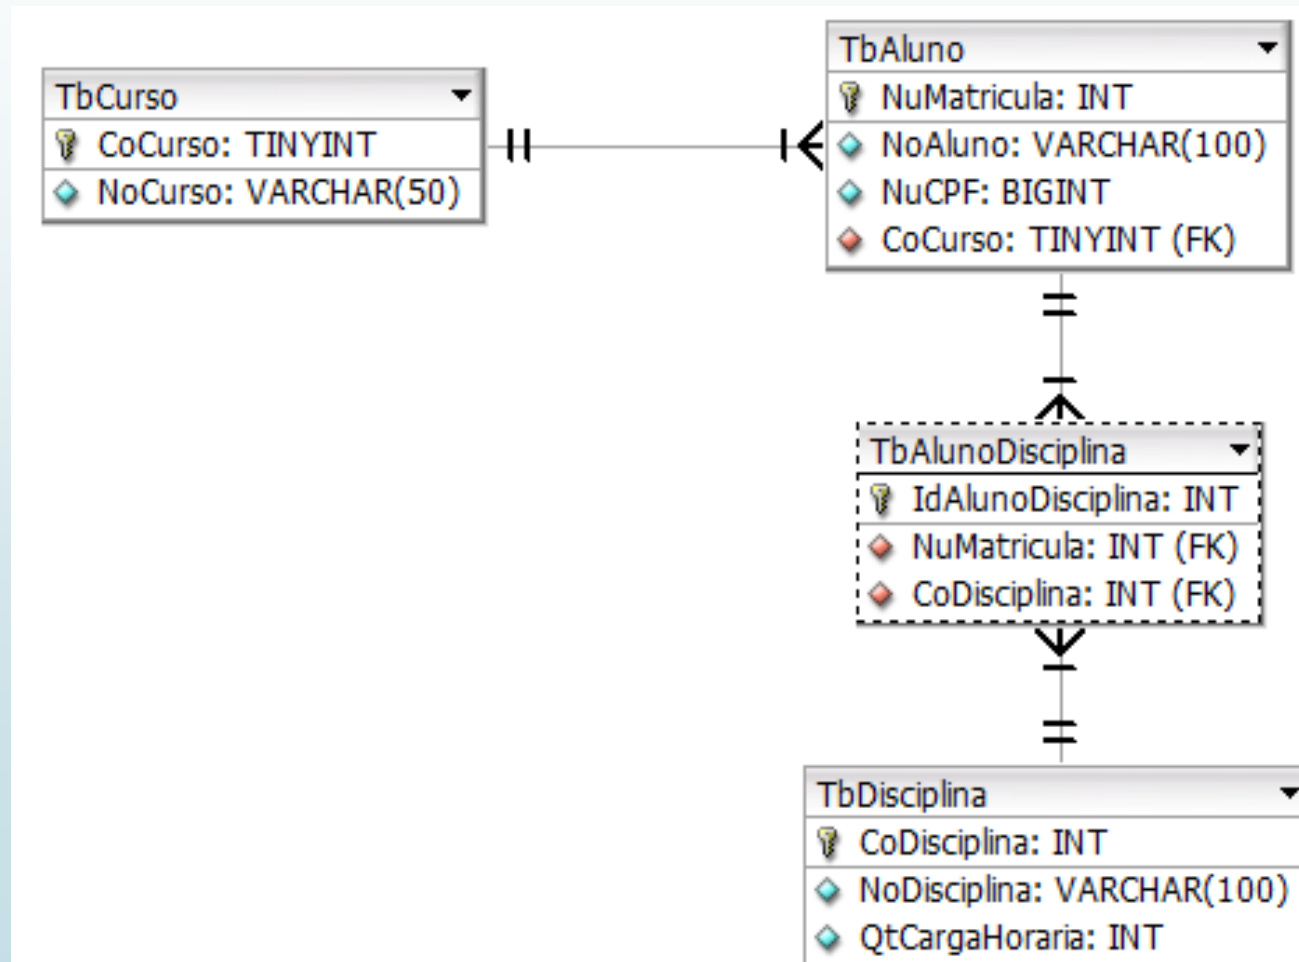 TbCurso
CoCurso: TINYINT
NoCurso: VARCHAR(50)
TbAluno
NuMatricula: INT
NoAluno: VARCHAR(100)
NuCPF: BIGINT
CoCurso: TINYINT (FK)
TbAlunoDisciplina
IdAlunoDisciplina: INT
NuMatricula: INT (FK)
CoDisciplina: INT (FK)
TbDisciplina
CoDisciplina: INT
NoDisciplina: VARCHAR(100)
QtCargaHoraria: INT